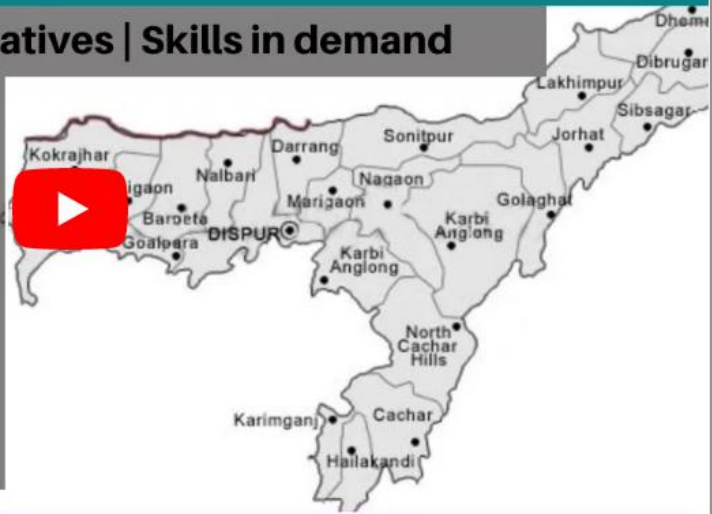 atives | Skills in demand
Dhem
Dibrugar
Lakhimpur
Sibsagar
Sonitpur
Jorhat
Darrang
Kokrajhar
Nalbari
Nagaon
igaon
Marigaon
Golaghat
Barpeta
Karbi
Anglong
DISPUR
Goalpara
Karbi
Anglong
North
Cachar
Hills
Karimganj
Cachar
Hailakandi